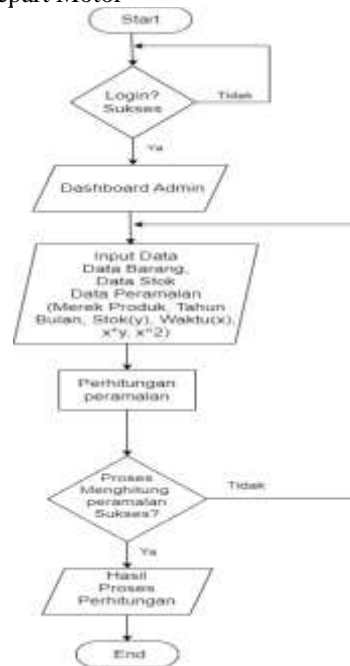 epart Motor
Start
Login?
Sukses
Tidak
Ya
Dashboard Admin
Input Data
Data Barang,
Data Stok
Data Peramalan
(Merek Produk, Tahun
Bulan, Stok(y), Waktu(x),
x*y, x^2)
Perhitungan
peramalan
Proses
Menghitung
peramalan
Sukses?
Tidak
Ya
Hasil
Proses
Perhitungan
End